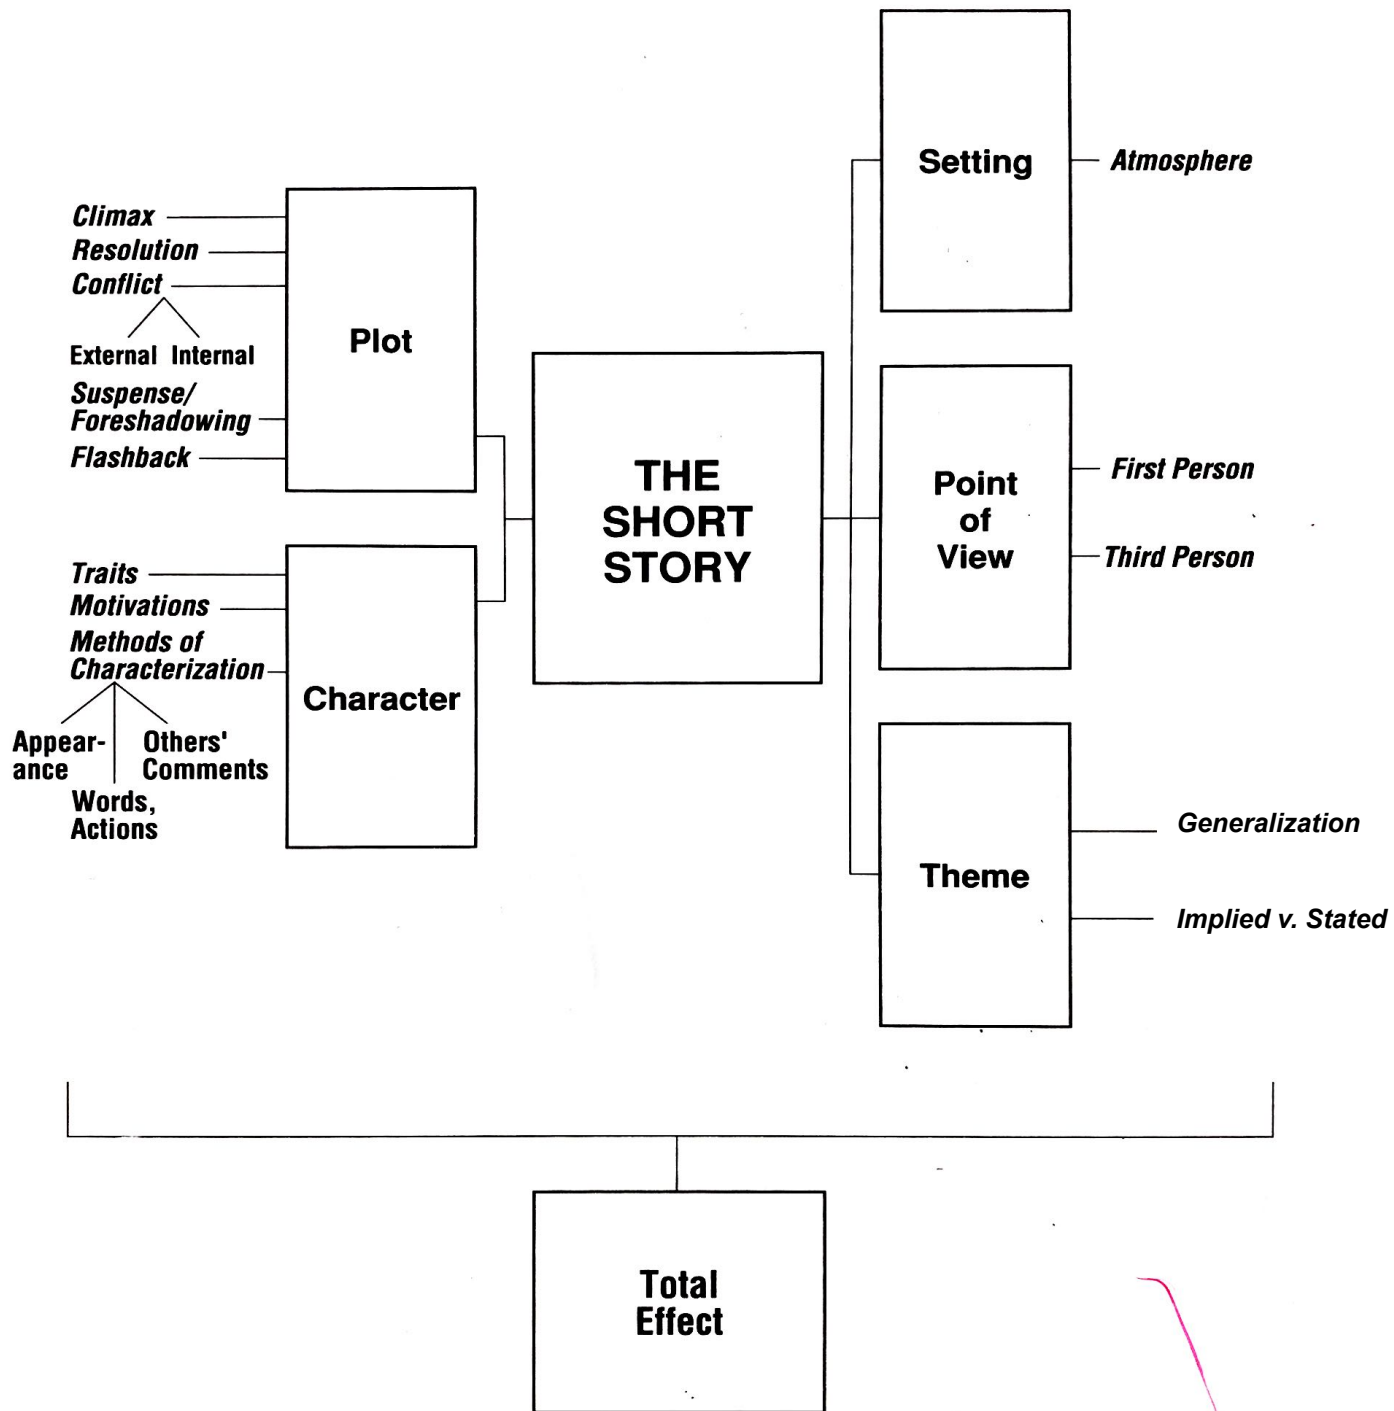 Climax
Resolution
Conflict
External Internal
Suspense/
Foreshadowing
Flashback
Plot
Traits
Motivations
Methods of
Characterization
Appear-
ance
Others'
Comments
Words,
Actions
Character
THE
SHORT
STORY
Setting
Atmosphere
Point
of
View
First Person
Third Person
Theme
Generalization
Implied v. Stated
Total
Effect